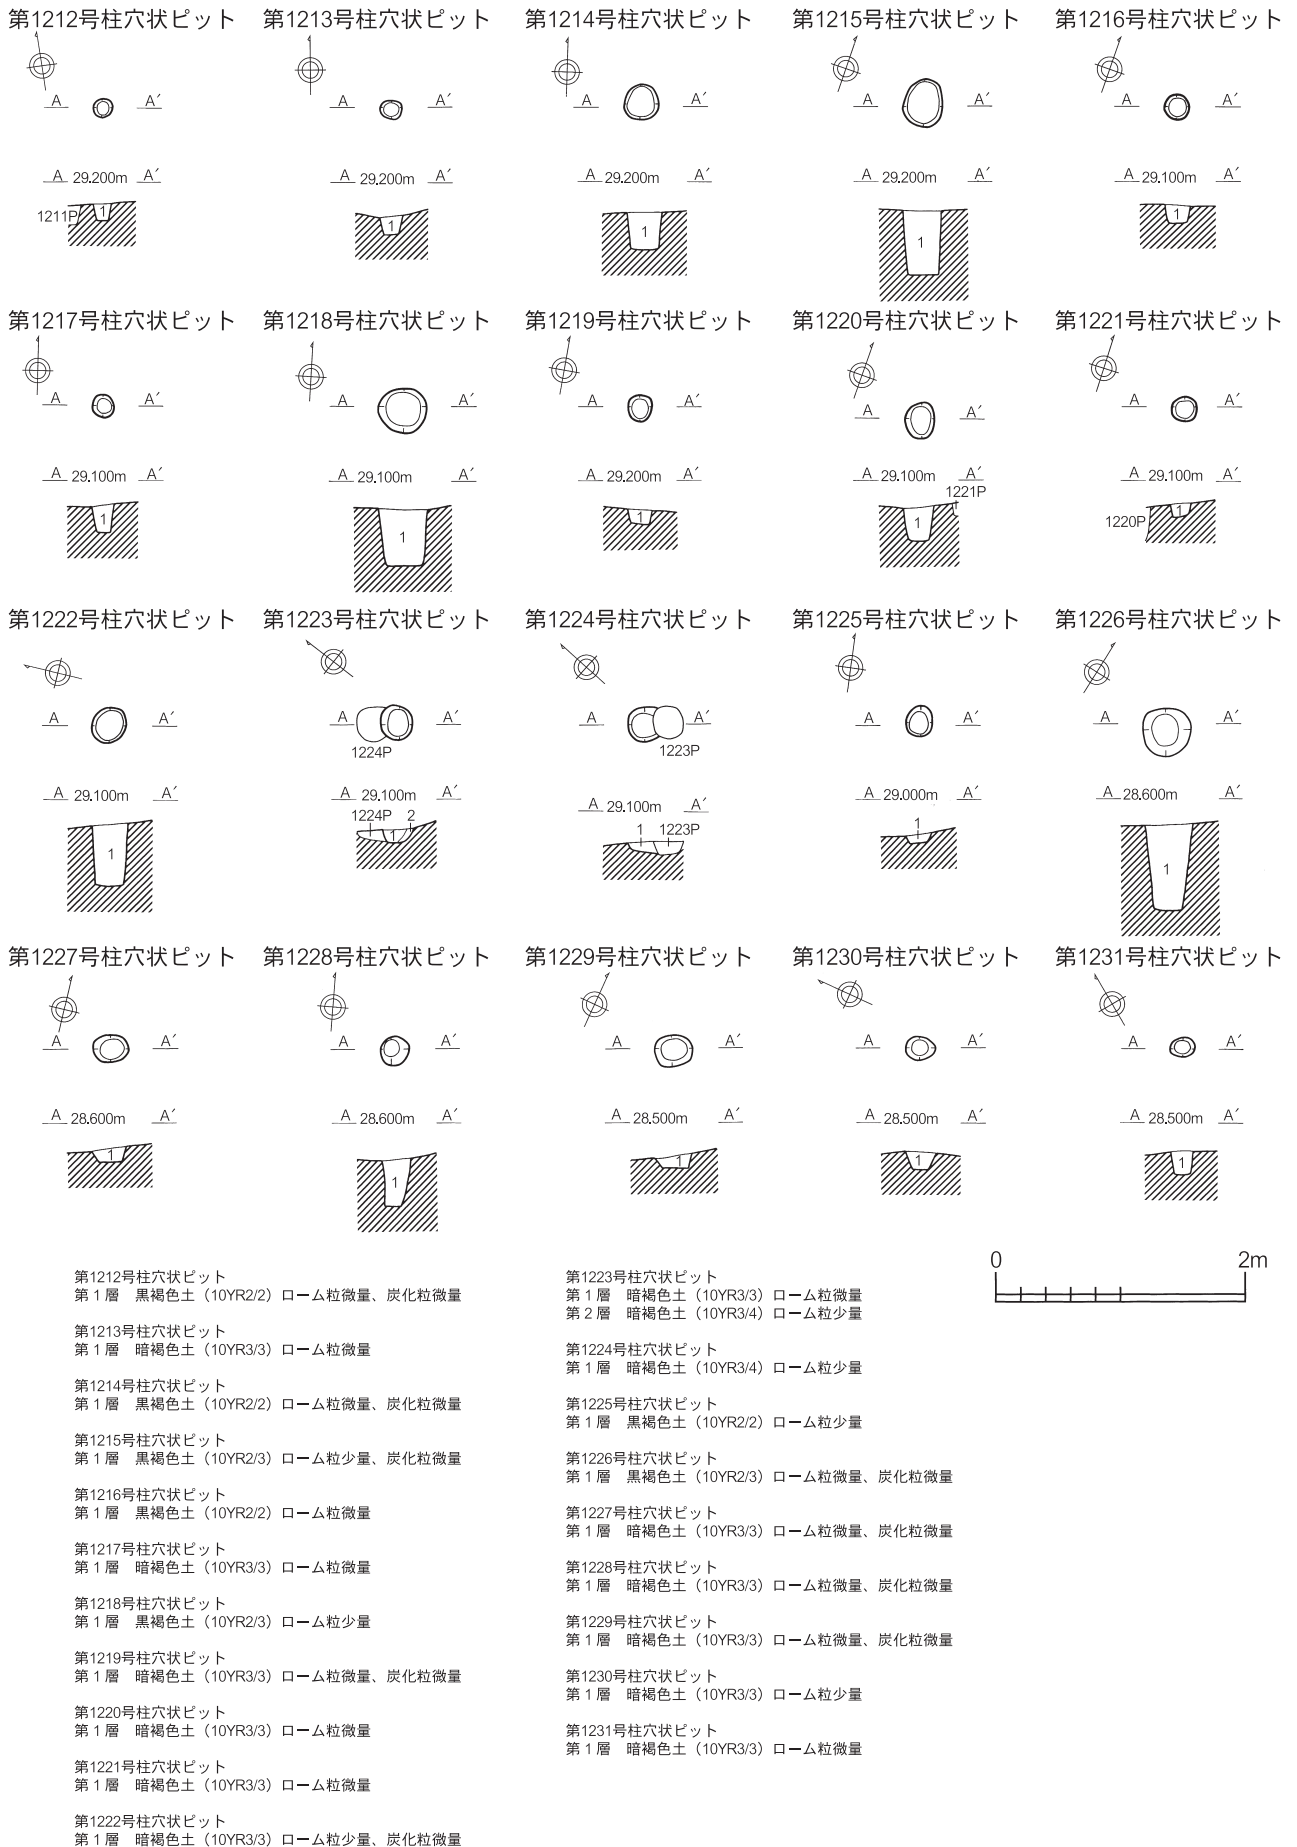 第1212号柱穴状ピット 第1213号柱穴状ピット 第1214号柱穴状ピット 第1215号柱穴状ピット 第1216号柱穴状ピット
A A′ A A′ A A′ A A′ A A′
A 29.200m A′ A 29.200m A′ A 29.200m A′ A 29.200m A′ A 29.100m A′
1211P 1 1 1 1 1
第1217号柱穴状ピット 第1218号柱穴状ピット 第1219号柱穴状ピット 第1220号柱穴状ピット 第1221号柱穴状ピット
A A′ A A′ A A′ A A′ A A′
A 29.100m A′ A 29.100m A′ A 29.200m A′ A 29.100m A′ A 29.100m A′
1 1 1 1 1221P 1220P 1
第1222号柱穴状ピット 第1223号柱穴状ピット 第1224号柱穴状ピット 第1225号柱穴状ピット 第1226号柱穴状ピット
A A′ A A′ A A′ A A′ A A′
1224P 1223P
A 29.100m A′ A 29.100m A′ A 29.100m A′ A 29.000m A′ A 28.600m A′
1 1224P 1 2 1 1223P 1 1
第1227号柱穴状ピット 第1228号柱穴状ピット 第1229号柱穴状ピット 第1230号柱穴状ピット 第1231号柱穴状ピット
A A′ A A′ A A′ A A′ A A′
A 28.600m A′ A 28.600m A′ A 28.500m A′ A 28.500m A′ A 28.500m A′
1 1 1 1 1
0 2m
第1212号柱穴状ピット
第1層 黒褐色土（10YR2/2）ローム粒微量、炭化粒微量
第1213号柱穴状ピット
第1層 暗褐色土（10YR3/3）ローム粒微量
第1214号柱穴状ピット
第1層 黒褐色土（10YR2/2）ローム粒微量、炭化粒微量
第1215号柱穴状ピット
第1層 黒褐色土（10YR2/3）ローム粒少量、炭化粒微量
第1216号柱穴状ピット
第1層 黒褐色土（10YR2/2）ローム粒微量
第1217号柱穴状ピット
第1層 暗褐色土（10YR3/3）ローム粒微量
第1218号柱穴状ピット
第1層 黒褐色土（10YR2/3）ローム粒少量
第1219号柱穴状ピット
第1層 暗褐色土（10YR3/3）ローム粒微量、炭化粒微量
第1220号柱穴状ピット
第1層 暗褐色土（10YR3/3）ローム粒微量
第1221号柱穴状ピット
第1層 暗褐色土（10YR3/3）ローム粒微量
第1222号柱穴状ピット
第1層 暗褐色土（10YR3/3）ローム粒少量、炭化粒微量
第1223号柱穴状ピット
第1層 暗褐色土（10YR3/3）ローム粒微量
第2層 暗褐色土（10YR3/4）ローム粒少量
第1224号柱穴状ピット
第1層 暗褐色土（10YR3/4）ローム粒少量
第1225号柱穴状ピット
第1層 黒褐色土（10YR2/2）ローム粒少量
第1226号柱穴状ピット
第1層 黒褐色土（10YR2/3）ローム粒微量、炭化粒微量
第1227号柱穴状ピット
第1層 暗褐色土（10YR3/3）ローム粒微量、炭化粒微量
第1228号柱穴状ピット
第1層 暗褐色土（10YR3/3）ローム粒微量、炭化粒微量
第1229号柱穴状ピット
第1層 暗褐色土（10YR3/3）ローム粒微量、炭化粒微量
第1230号柱穴状ピット
第1層 暗褐色土（10YR3/3）ローム粒少量
第1231号柱穴状ピット
第1層 暗褐色土（10YR3/3）ローム粒微量